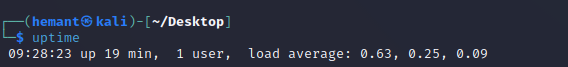 ┌──(hemant㉿kali)-[~/Desktop]
└─$ uptime
 09:28:23 up 19 min,  1 user,  load average: 0.63, 0.25, 0.09